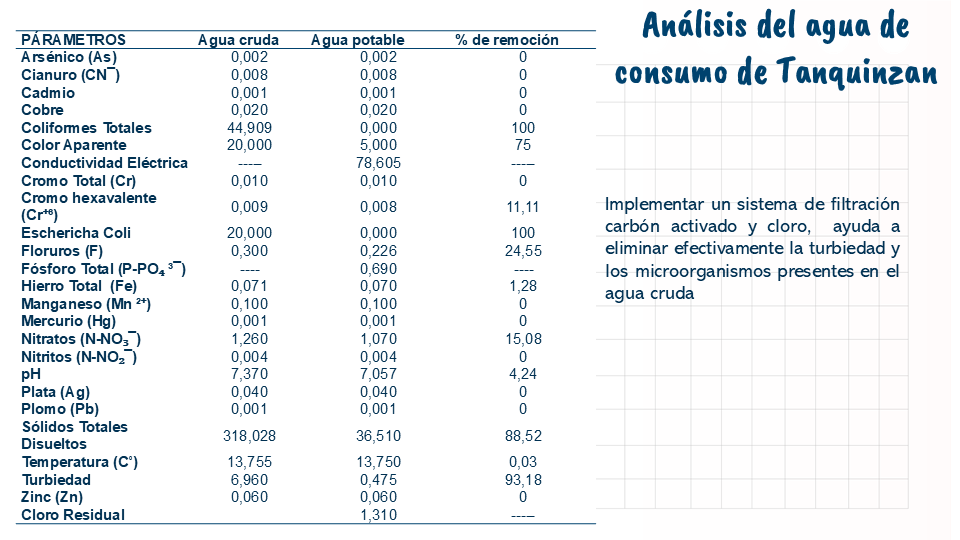 Análisis del agua de
consumo de Tanquinzan
PÁRAMETROS Agua cruda Agua potable % de remoción
Arsénico (As) 0,002 0,002 0
Cianuro (CN¯) 0,008 0,008 0
Cadmio 0,001 0,001 0
Cobre 0,020 0,020 0
Coliformes Totales 44,909 0,000 100
Color Aparente 20,000 5,000 75
Conductividad Eléctrica ----- 78,605 -----
Cromo Total (Cr) 0,010 0,010 0
Cromo hexavalente
(Cr⁺⁶) 0,009 0,008 11,11
Eschericha Coli 20,000 0,000 100
Floruros (F) 0,300 0,226 24,55
Fósforo Total (P-PO₄ ³¯) ---- 0,690 ----
Hierro Total (Fe) 0,071 0,070 1,28
Manganeso (Mn ²⁺) 0,100 0,100 0
Mercurio (Hg) 0,001 0,001 0
Nitratos (N-NO₃¯) 1,260 1,070 15,08
Nitritos (N-NO₂¯) 0,004 0,004 0
pH 7,370 7,057 4,24
Plata (Ag) 0,040 0,040 0
Plomo (Pb) 0,001 0,001 0
Sólidos Totales
Disueltos 318,028 36,510 88,52
Temperatura (C°) 13,755 13,750 0,03
Turbiedad 6,960 0,475 93,18
Zinc (Zn) 0,060 0,060 0
Cloro Residual 1,310 -----
Implementar un sistema de filtración
carbón activado y cloro, ayuda a
eliminar efectivamente la turbiedad y
los microorganismos presentes en el
agua cruda